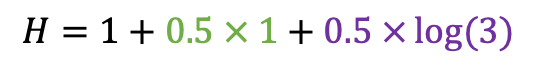 H = 1 + 0.5 × 1 + 0.5 × log(3)